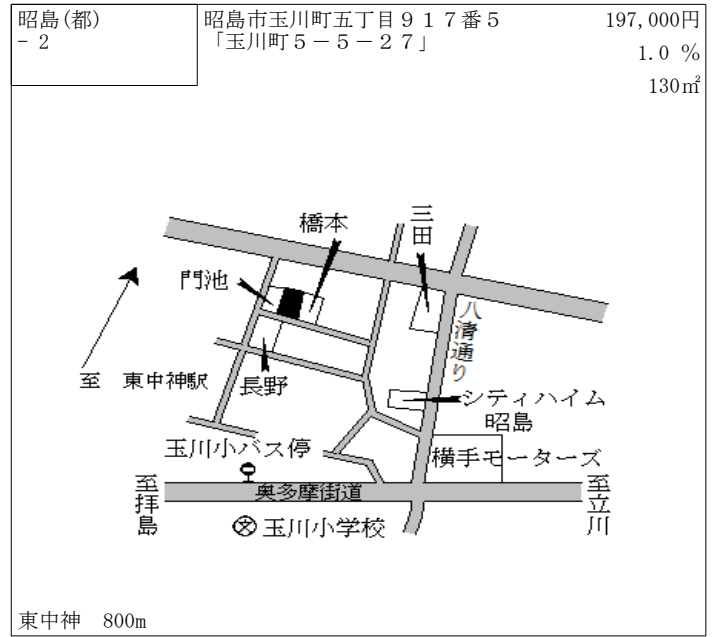 昭島(都)
- 2
昭島市玉川町五丁目９１７番５
「玉川町５－５－２７」
197,000円
1.0 %
130㎡
橋本
三田
門池
八清通り
至 東中神駅
長野
シティハイム
昭島
玉川小バス停
横手モーターズ
至拝島
奥多摩街道
至立川
文 玉川小学校
東中神 800m